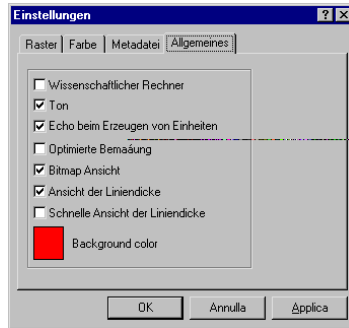 Einstellungen
Raster Farbe Metadatei Allgemeines
Wissenschaftlicher Rechner
Ton
Echo beim Erzeugen von Einheiten
Optimierte Bemaáung
Bitmap Ansicht
Ansicht der Liniendicke
Schnelle Ansicht der Liniendicke
Background color
OK Annulla Applica